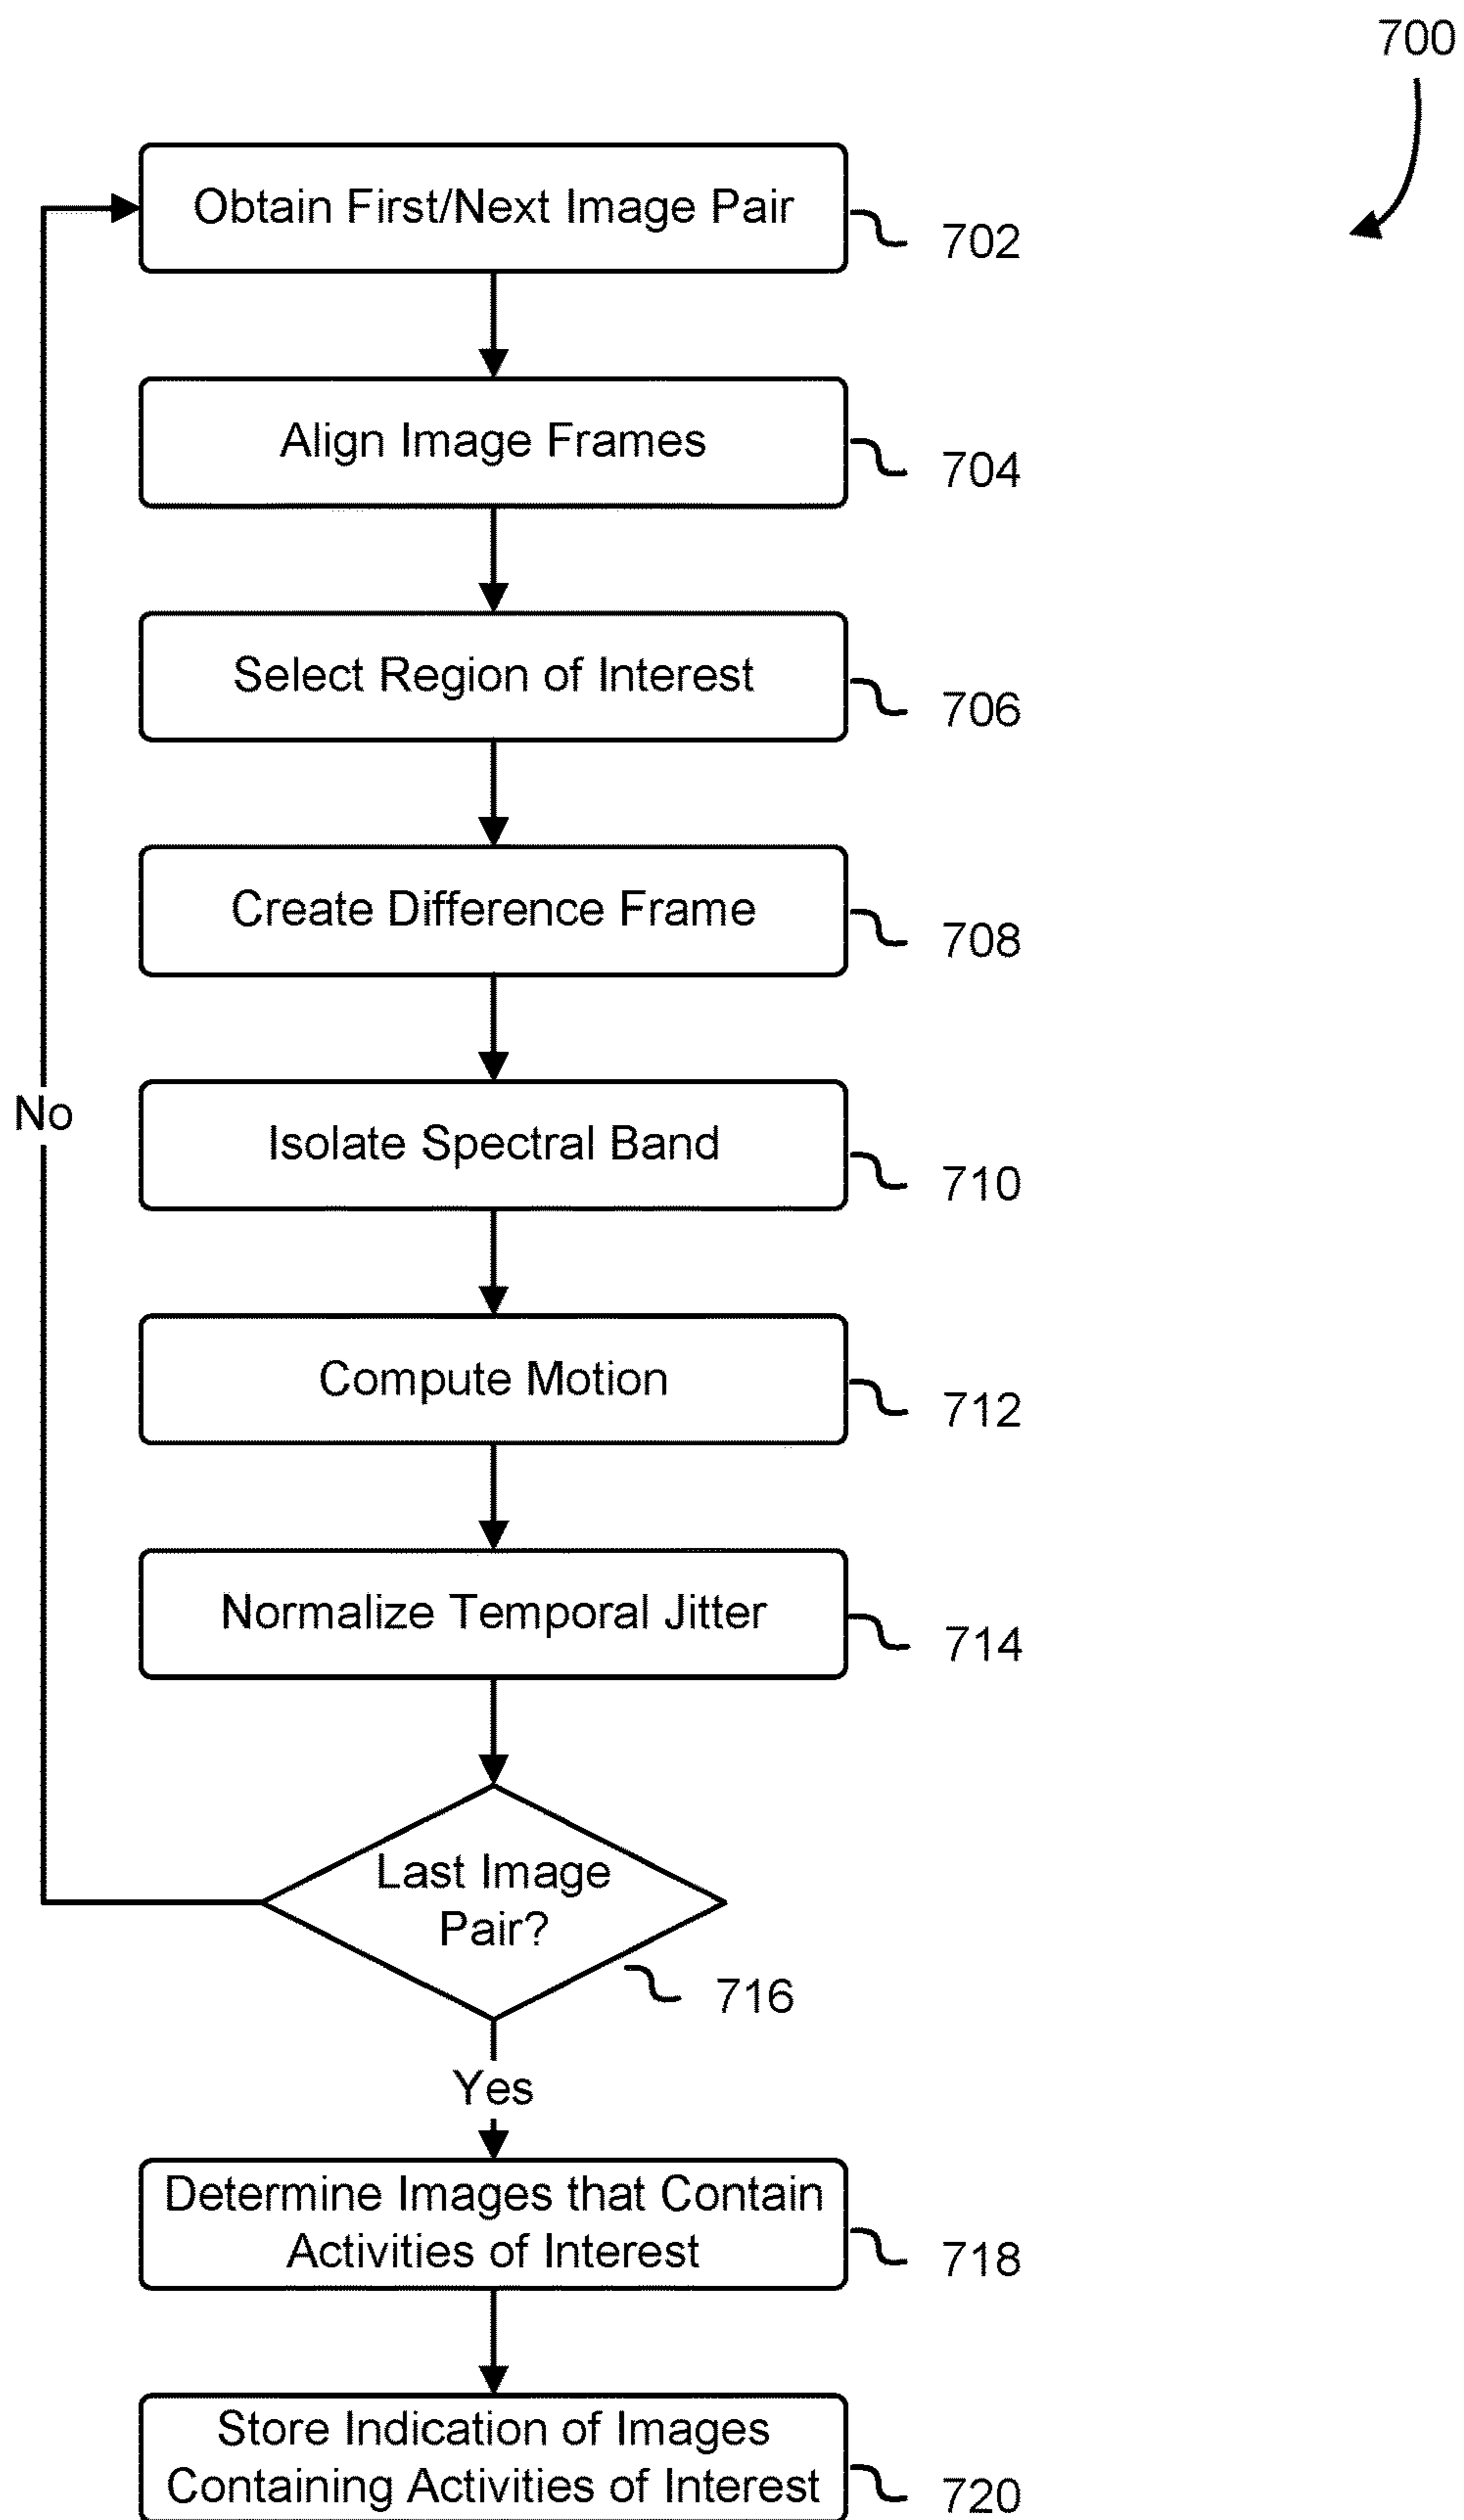 700
Obtain First/Next Image Pair
702
Align Image Frames
704
Select Region of Interest
706
Create Difference Frame
708
No
Isolate Spectral Band
710
Compute Motion
712
Normalize Temporal Jitter
714
Last Image
Pair?
716
Yes
Determine Images that Contain
Activities of Interest
718
Store Indication of Images
Containing Activities of Interest
720